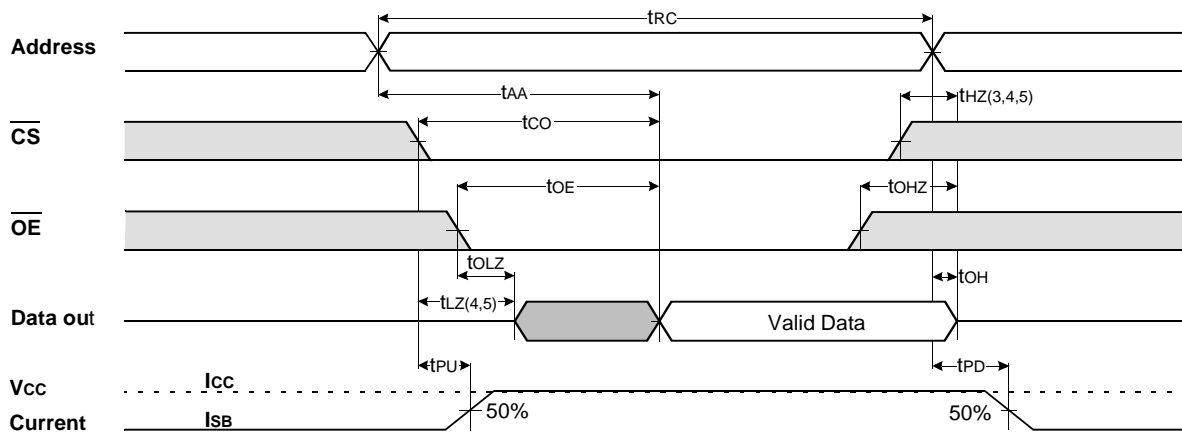 tRC
Address
tAA
tHZ(3,4,5)
CS
tCO
tOE
tOHZ
OE
tOLZ
tOH
tLZ(4,5)
Data out
Valid Data
tPU
tPD
VCC
ICC
50%
50%
Current
ISB